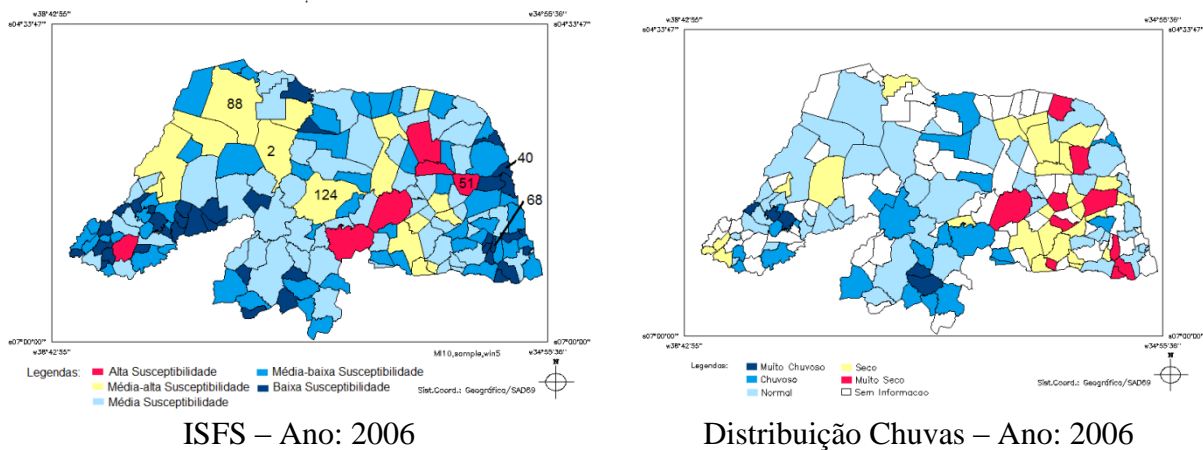 w38°42'55"
w34°55'36"
s04°33'47"
s04°33'47"
88
2
124
51
40
68
s07°00'00"
s07°00'00"
w38°42'55"
w34°55'36"
MI10,sample,win5
Legendas:
Alta Susceptibilidade
Média-baixa Susceptibilidade
Média-alta Susceptibilidade
Baixa Susceptibilidade
Média Susceptibilidade
Sist.Coord.: Geográfico/SAD69
N
ISFS – Ano: 2006
w38°42'55"
w34°55'36"
s04°33'47"
s04°33'47"
s07°00'00"
s07°00'00"
w38°42'55"
w34°55'36"
Legendas:
Muito Chuvoso
Seco
Chuvoso
Muito Seco
Normal
Sem Informacao
Sist.Coord.: Geográfico/SAD69
N
Distribuição Chuvas – Ano: 2006